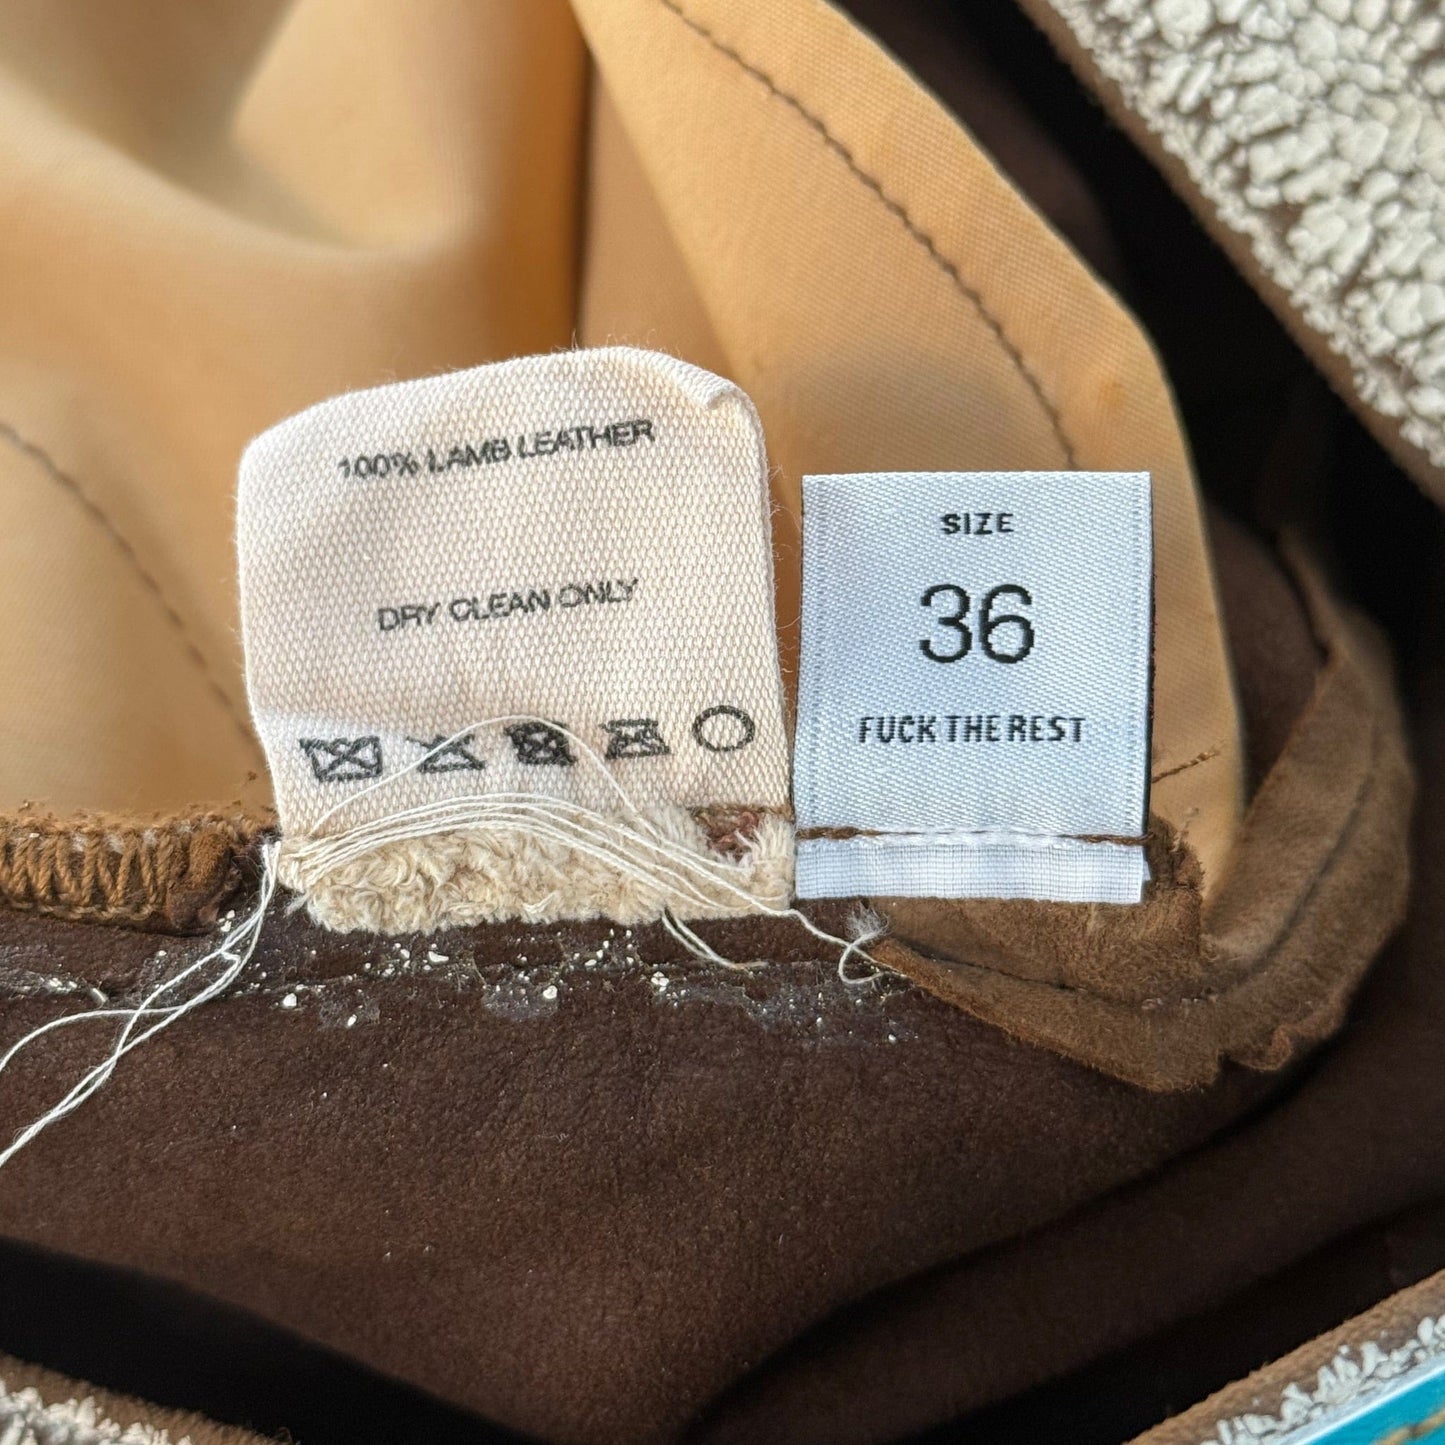 100% LAMB LEATHER
DRY CLEAN ONLY
SIZE
36
FUCK THE REST